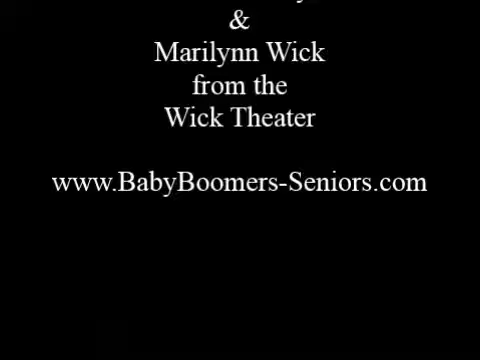 &
Marilynn Wick
from the
Wick Theater
www.BabyBoomers-Seniors.com